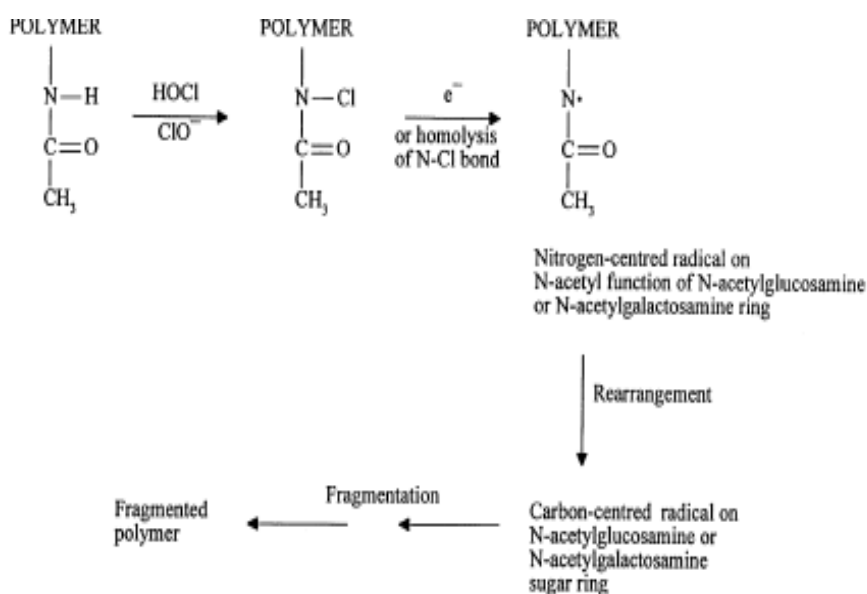 POLYMER
N—H
C=O
CH3
HOCl
ClO−
POLYMER
N—Cl
C=O
CH3
e−
or homolysis
of N-Cl bond
POLYMER
N•
C=O
CH3
Nitrogen-centred radical on
N-acetyl function of N-acetylglucosamine
or N-acetylgalactosamine ring
Rearrangement
Carbon-centred radical on
N-acetylglucosamine or
N-acetylgalactosamine
sugar ring
Fragmentation
Fragmented
polymer